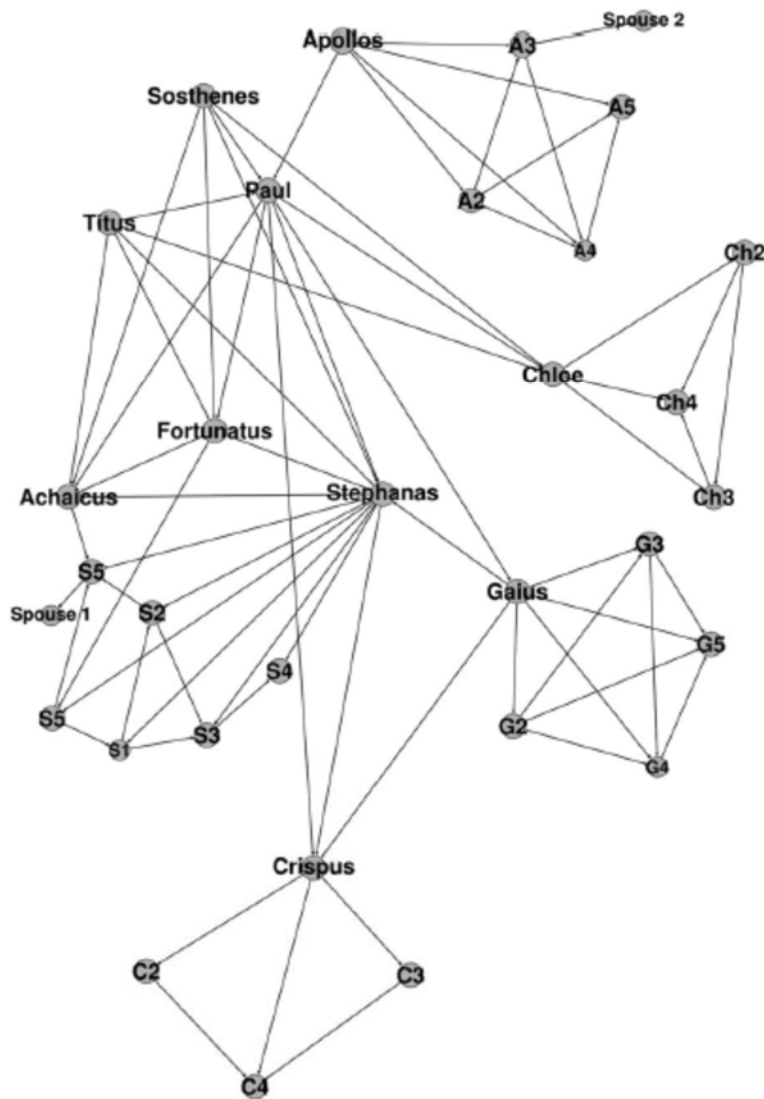 Spouse 2
Apollos
A3
Sosthenes
A5
Paul
A2
Titus
A4
Ch2
Chloe
Ch4
Fortunatus
Achaicus
Stephanas
Ch3
G3
S5
Gaius
Spouse 1
S2
G5
S4
S5
G2
S1
S3
G4
Crispus
C2
C3
C4